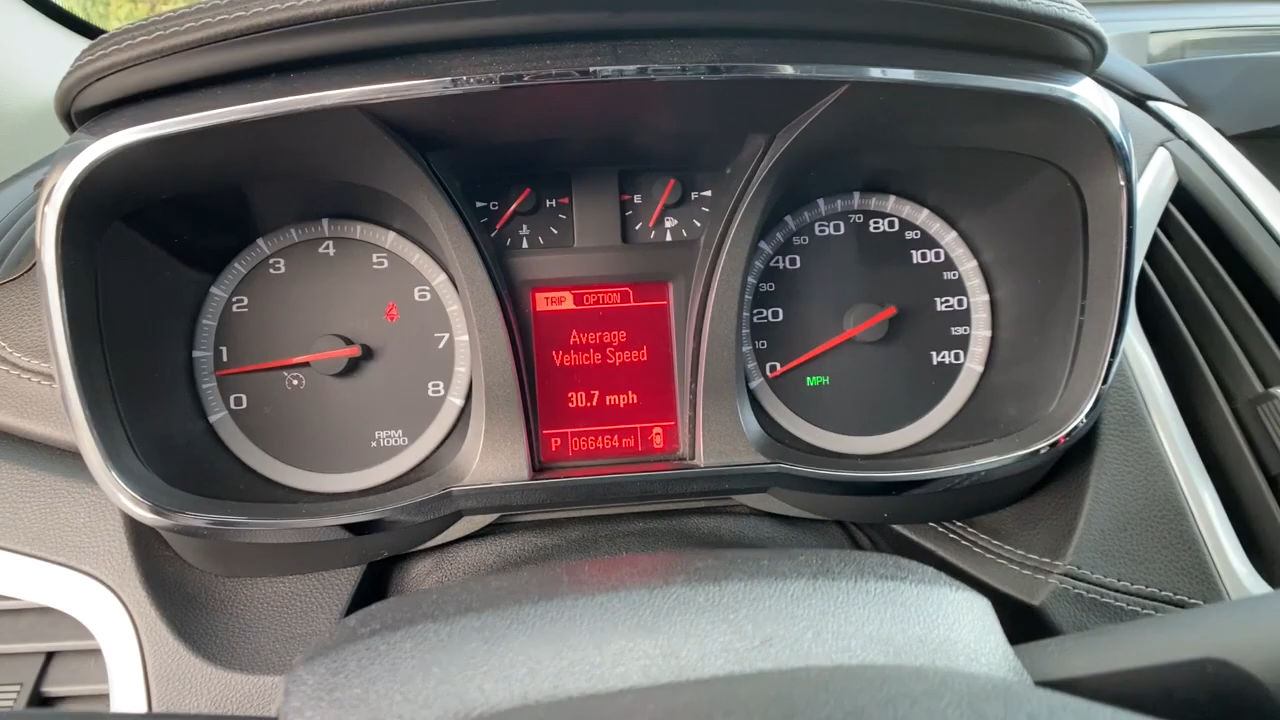 0
1
2
3
4
5
6
7
8
RPM
x1000
C H
E F
TRIP OPTION
Average
Vehicle Speed
30.7 mph
P 066464 mi
0
10
20
30
40
50
60
70
80
90
100
110
120
130
140
MPH